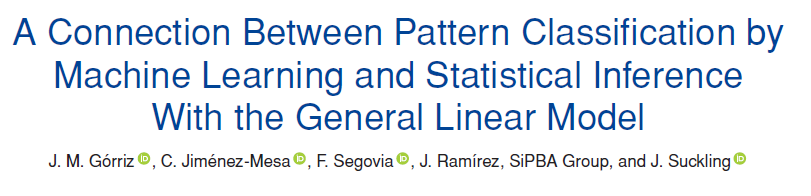 A Connection Between Pattern Classification by
Machine Learning and Statistical Inference
With the General Linear Model
J. M. Górriz, C. Jiménez-Mesa, F. Segovia, J. Ramírez, SiPBA Group, and J. Suckling